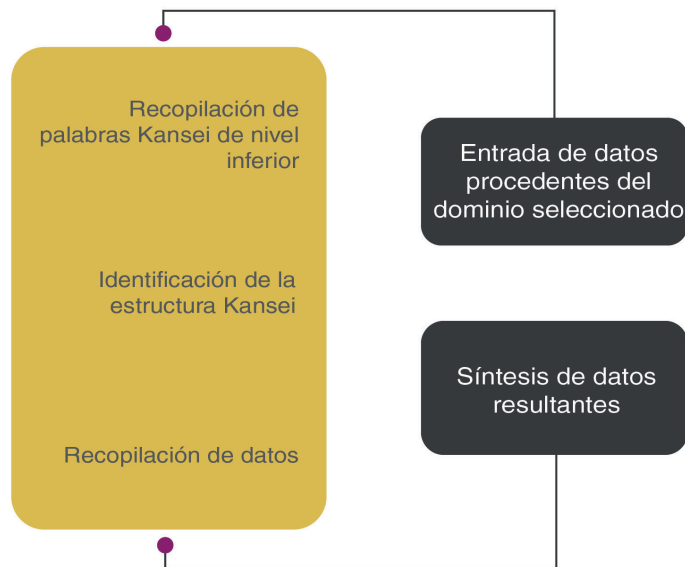 Recopilación de
palabras Kansei de nivel
inferior
Identificación de la
estructura Kansei
Recopilación de datos
Entrada de datos
procedentes del
dominio seleccionado
Síntesis de datos
resultantes